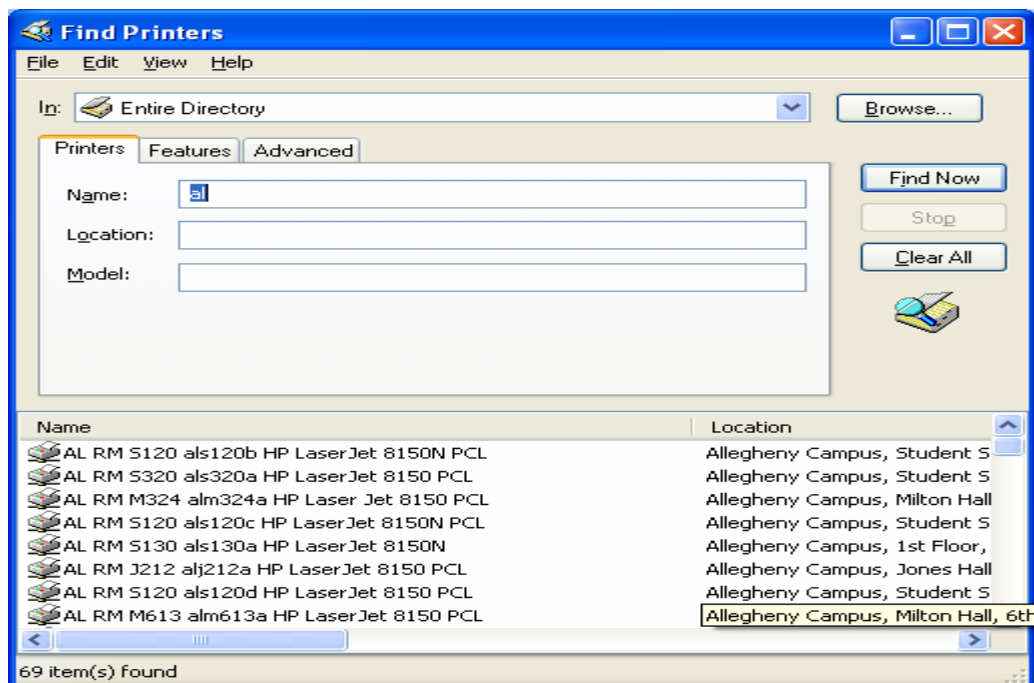 Find Printers
File Edit View Help
In: Entire Directory Browse...
Printers Features Advanced
Name: al
Location:
Model:
Find Now
Stop
Clear All
Name Location
AL RM S120 als120b HP LaserJet 8150N PCL Allegheny Campus, Student S
AL RM S320 als320a HP LaserJet 8150 PCL Allegheny Campus, Student S
AL RM M324 alm324a HP Laser Jet 8150 PCL Allegheny Campus, Milton Hall
AL RM S120 als120c HP LaserJet 8150N PCL Allegheny Campus, Student S
AL RM S130 als130a HP LaserJet 8150N Allegheny Campus, 1st Floor,
AL RM J212 alj212a HP LaserJet 8150 PCL Allegheny Campus, Jones Hall
AL RM S120 als120d HP LaserJet 8150 PCL Allegheny Campus, Student S
AL RM M613 alm613a HP LaserJet 8150 PCL Allegheny Campus, Milton Hall, 6th
69 item(s) found